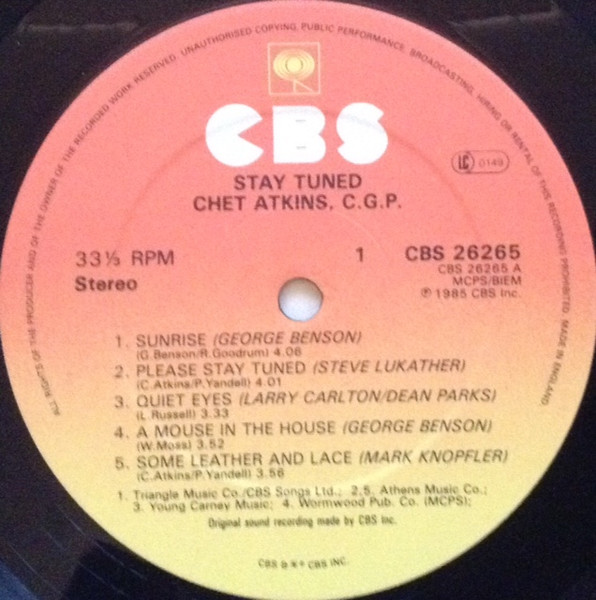 ALL RIGHTS OF THE PRODUCER AND OF THE OWNER OF THE RECORDED WORK RESERVED. UNAUTHORISED COPYING, PUBLIC PERFORMANCE, BROADCASTING, HIRING OR RENTAL OF THIS RECORDING PROHIBITED. MADE IN ENGLAND.
CBS
LC 0149
STAY TUNED
CHET ATKINS, C.G.P.
33⅓ RPM 1 CBS 26265
CBS 26265 A
Stereo MCPS/BIEM
℗ 1985 CBS Inc.
1. SUNRISE (GEORGE BENSON)
(G.Benson/R.Goodrum) 4.06
2. PLEASE STAY TUNED (STEVE LUKATHER)
(C.Atkins/P.Yandell) 4.01
3. QUIET EYES (LARRY CARLTON/DEAN PARKS)
(L.Russell) 3.33
4. A MOUSE IN THE HOUSE (GEORGE BENSON)
(W.Moss) 3.52
5. SOME LEATHER AND LACE (MARK KNOPFLER)
(C.Atkins/P.Yandell) 3.56
1. Triangle Music Co./CBS Songs Ltd.; 2,5. Athens Music Co.;
3. Young Carney Music; 4. Wormwood Pub. Co. (MCPS);
Original sound recording made by CBS Inc.
CBS CBS INC.